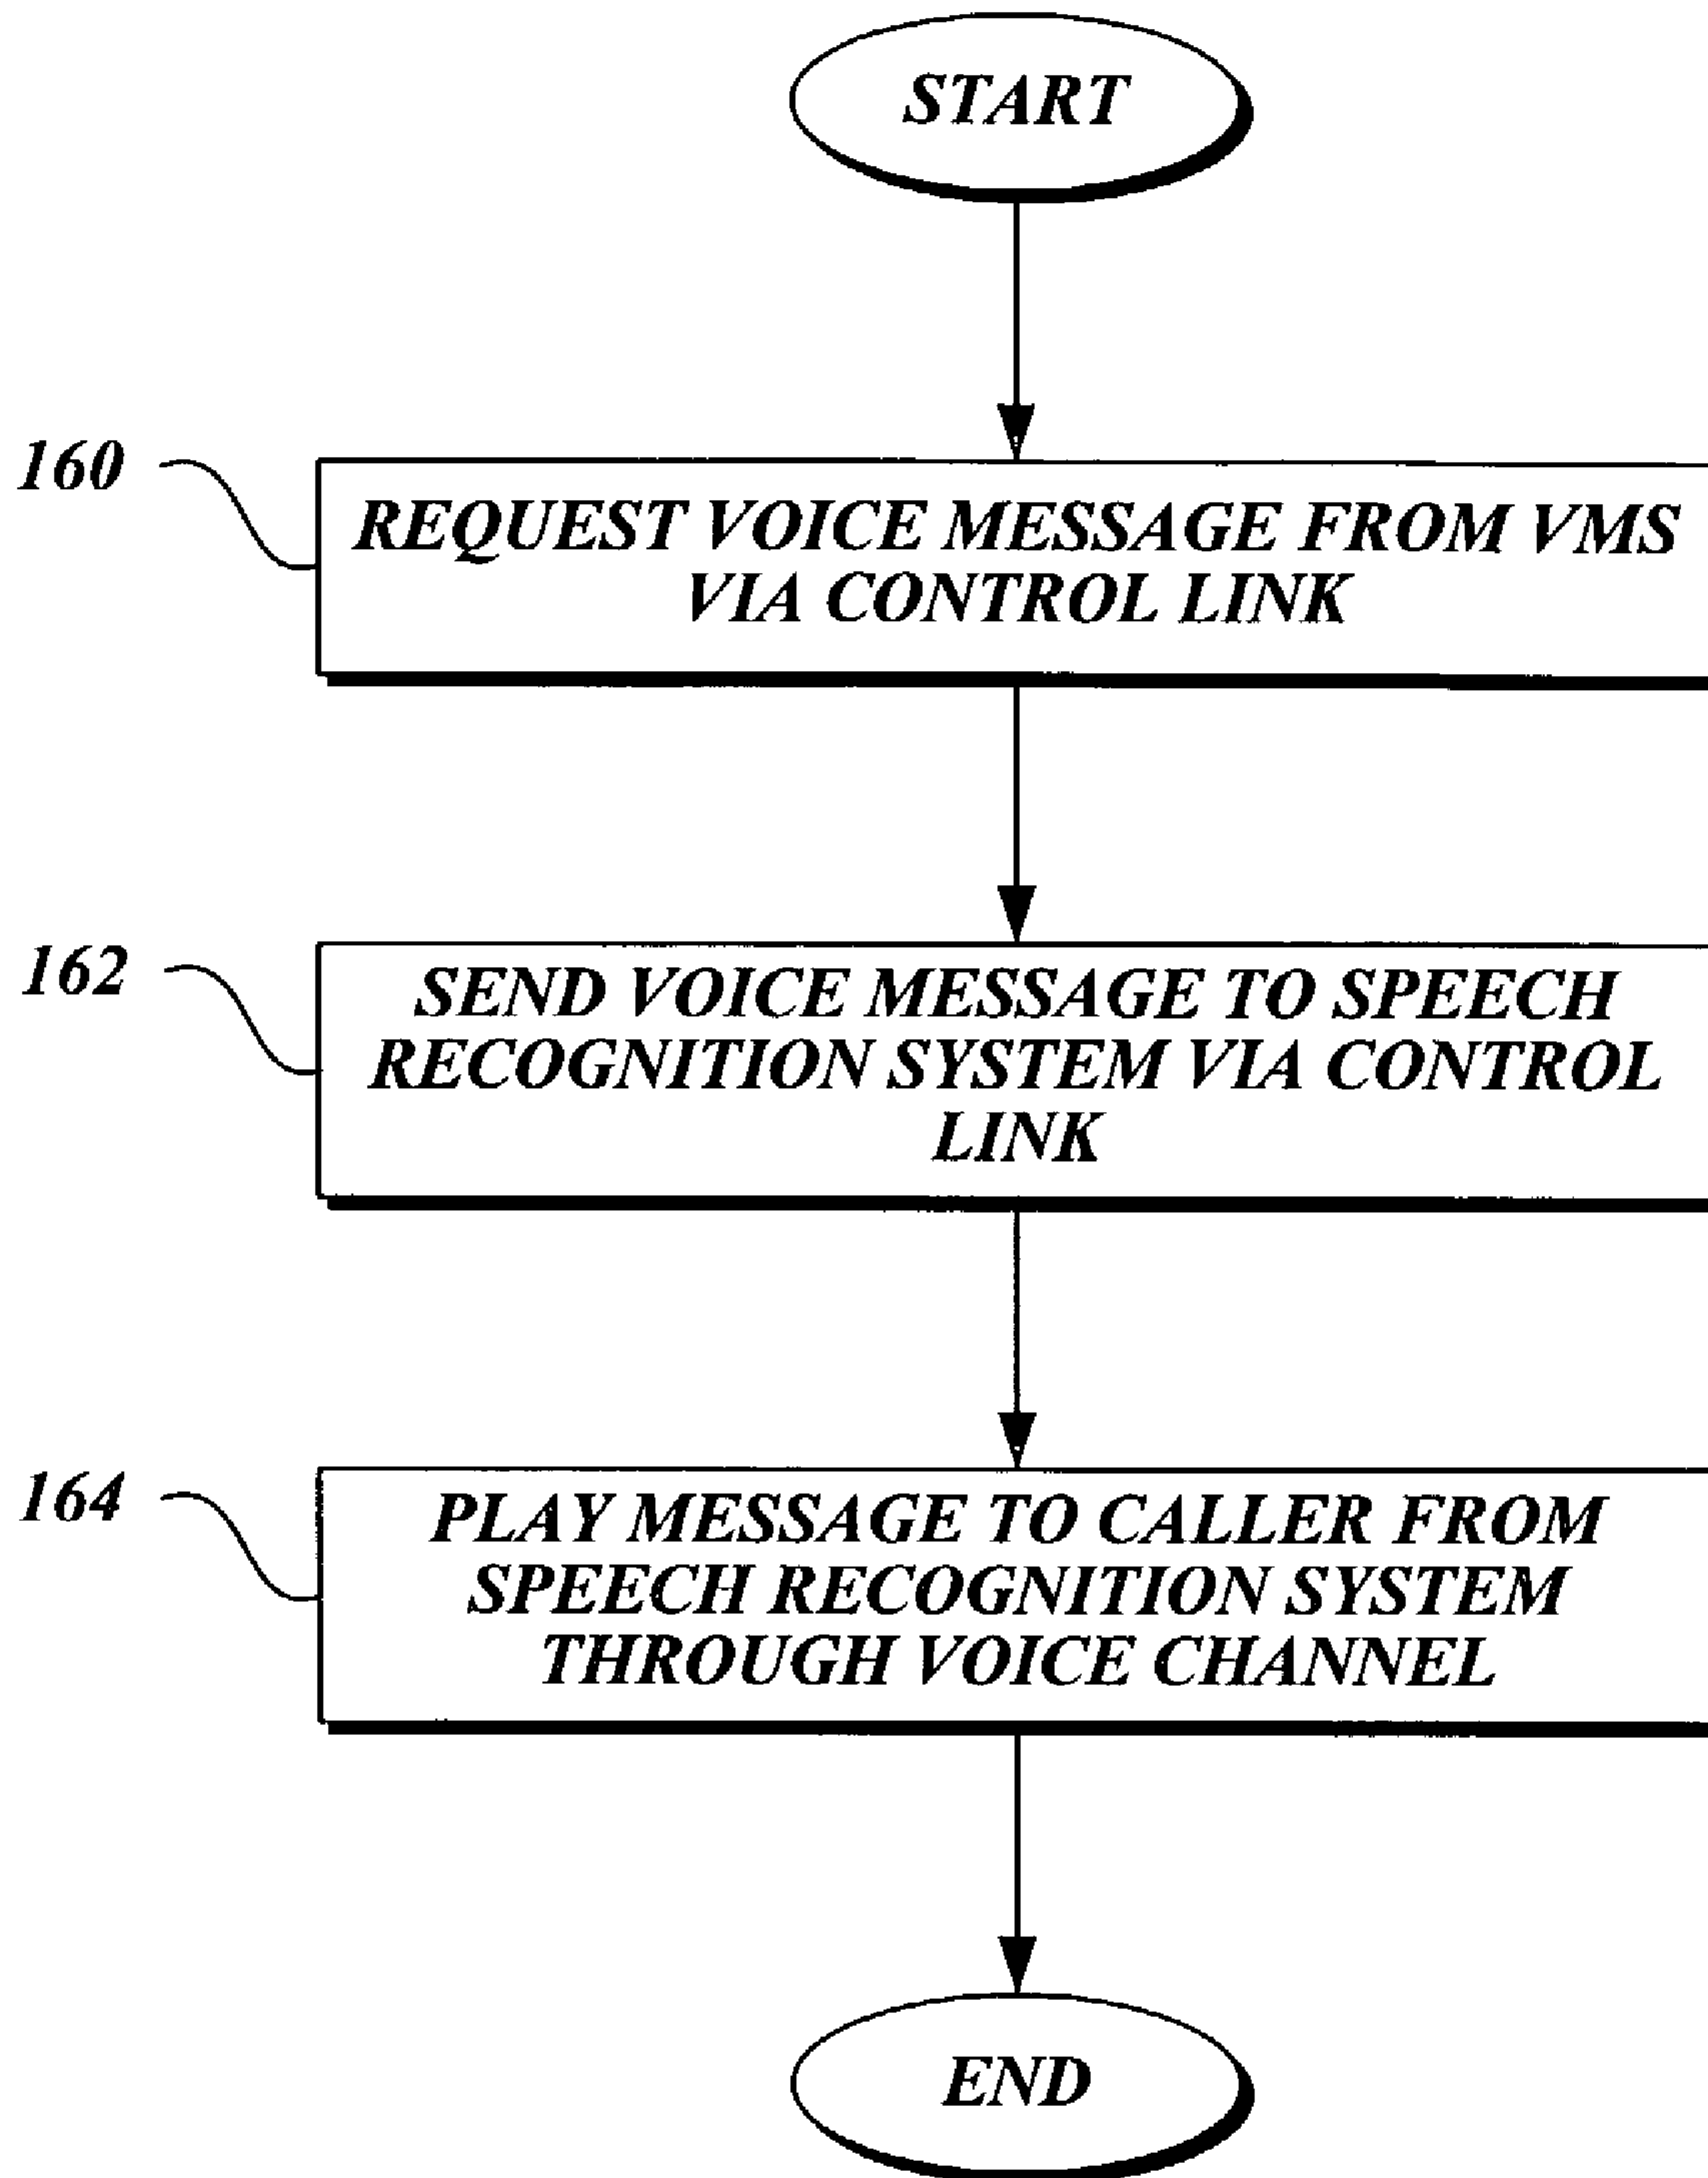 START
160
REQUEST VOICE MESSAGE FROM VMS
VIA CONTROL LINK
162
SEND VOICE MESSAGE TO SPEECH
RECOGNITION SYSTEM VIA CONTROL
LINK
164
PLAY MESSAGE TO CALLER FROM
SPEECH RECOGNITION SYSTEM
THROUGH VOICE CHANNEL
END